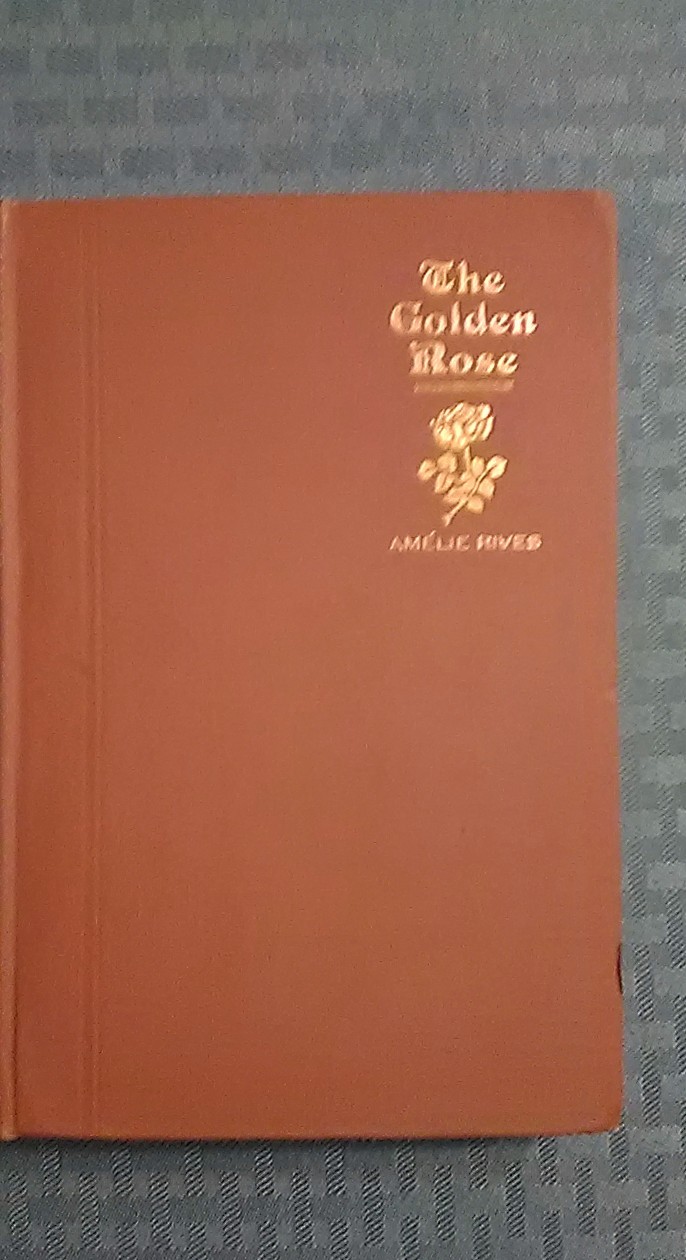 The
Golden
Rose
AMÉLIE RIVES